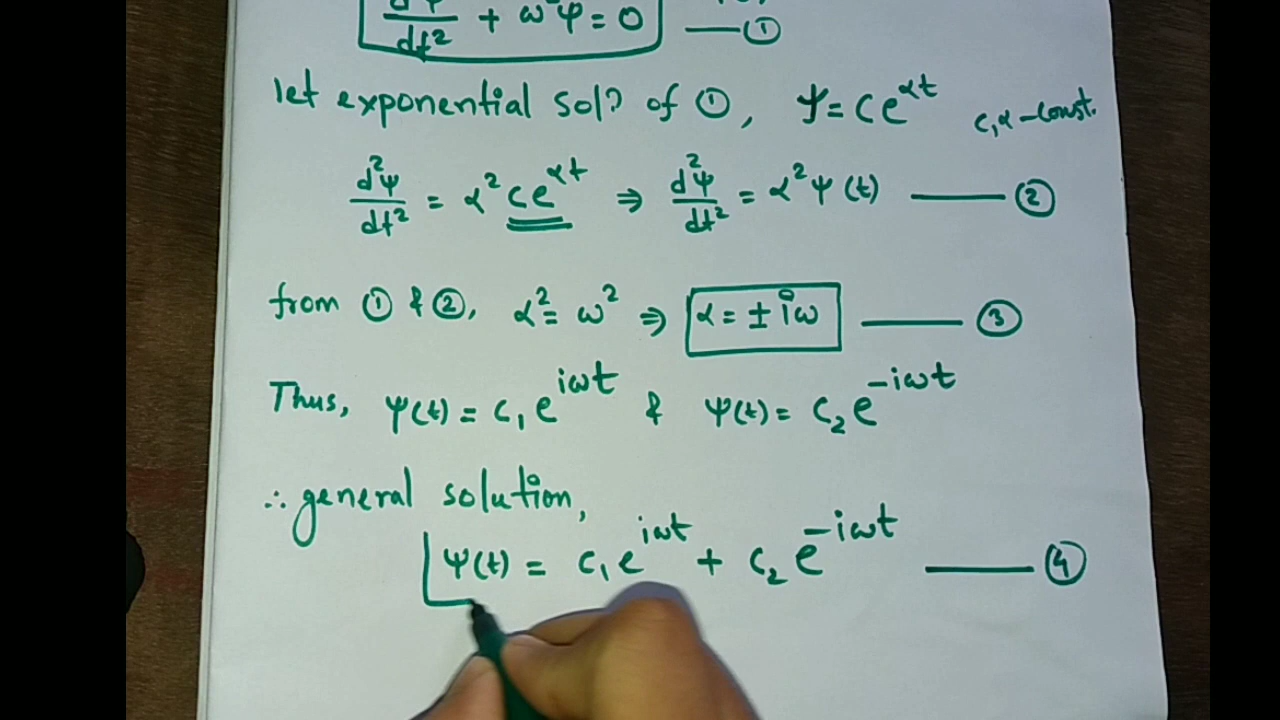 d²ψ/dt² + ω²ψ = 0 —— ①
let exponential solⁿ of ①, ψ = Ce^{αt} c,α – const.
d²ψ/dt² = α² Ce^{αt} ⇒ d²ψ/dt² = α²ψ(t) —— ②
from ① & ②, α² = ω² ⇒ α = ± iω —— ③
Thus, ψ(t) = c₁e^{iωt} & ψ(t) = c₂e^{-iωt}
∴ general solution,
ψ(t) = c₁e^{iωt} + c₂e^{-iωt} —— ④